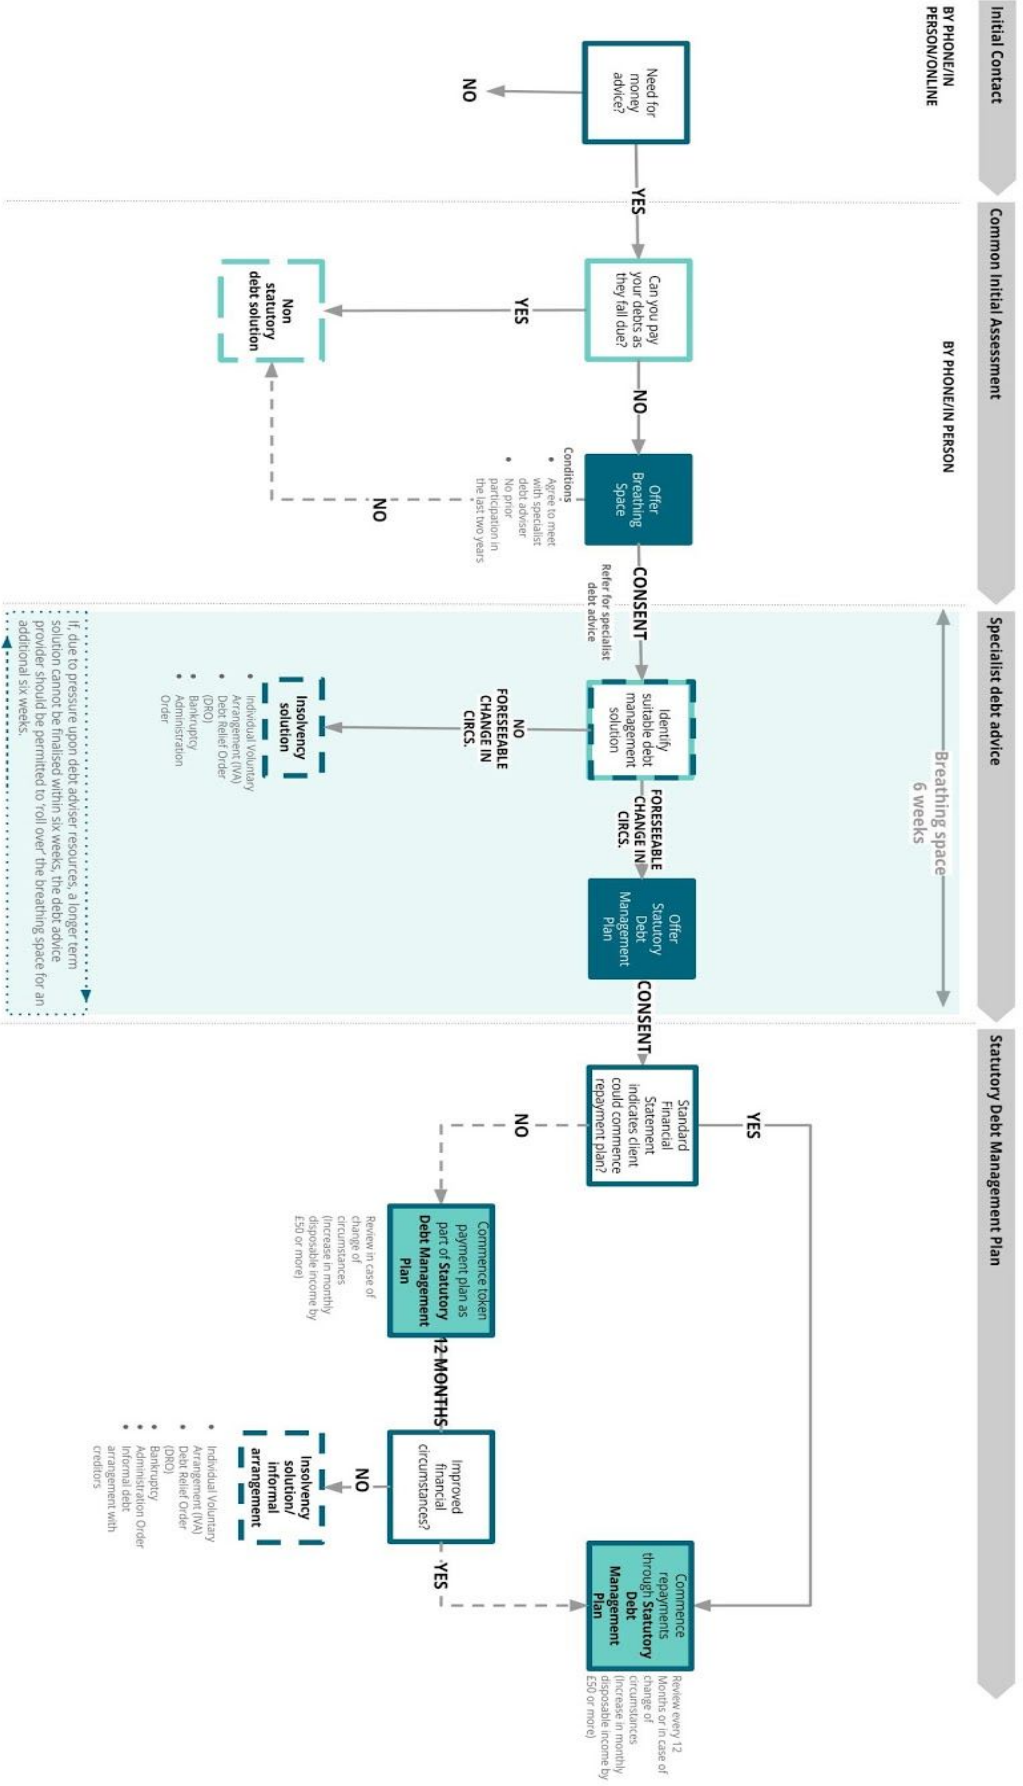 Initial Contact
Common Initial Assessment
Specialist debt advice
Statutory Debt Management Plan
BY PHONE/IN
PERSON/ONLINE
BY PHONE/IN PERSON
Breathing space
6 weeks
Need for
money
advice?
NO
YES
Can you pay
your debts as
they fall due?
YES
Non
statutory
debt solution
NO
Offer
Breathing
Space
Conditions
• Agree to meet
with specialist
debt adviser
• No prior
participation in
the last two years
NO
CONSENT
Refer for specialist
debt advice
Identify
suitable debt
management
solution
NO
FORESEEABLE
CHANGE IN
CIRCS.
Insolvency
solution
• Individual Voluntary
Arrangement (IVA)
• Debt Relief Order
(DRO)
• Bankruptcy
• Administration
Order
FORESEEABLE
CHANGE IN
CIRCS.
Offer
Statutory
Debt
Management
Plan
If, due to pressure upon debt adviser resources, a longer term
solution cannot be finalised within six weeks, the debt advice
provider should be permitted to 'roll over' the breathing space for an
additional six weeks.
CONSENT
Standard
Financial
Statement
indicates client
could commence
repayment plan?
YES
NO
Commence token
payment plan as
part of Statutory
Debt Management
Plan
Review in case of
change of
circumstances
(Increase in monthly
disposable income by
£50 or more)
12 MONTHS
Improved
financial
circumstances?
NO
Insolvency
solution/
informal
arrangement
• Individual Voluntary
Arrangement (IVA)
• Debt Relief Order
(DRO)
• Bankruptcy
• Administration Order
• Informal debt
arrangement with
creditors
YES
Commence
repayments
through Statutory
Debt
Management
Plan
Review every 12
Months or in case of
change of
circumstances
(Increase in monthly
disposable income by
£50 or more)